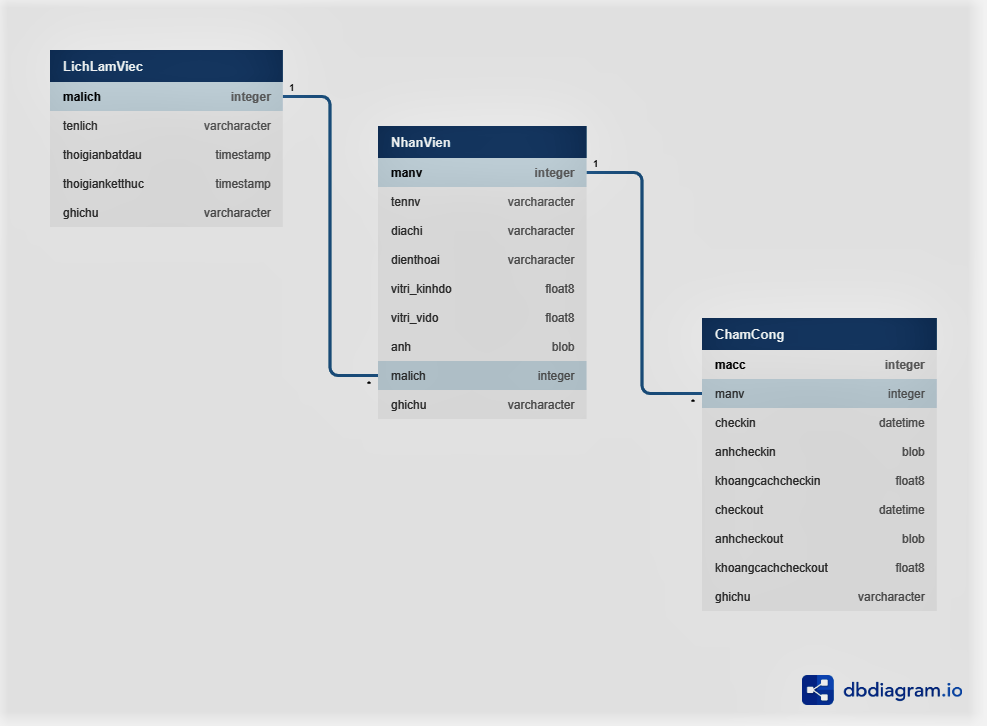 LichLamViec
malich integer
tenlich varcharacter
thoigianbatdau timestamp
thoigianketthuc timestamp
ghichu varcharacter
1
NhanVien
manv integer
tennv varcharacter
diachi varcharacter
dienthoai varcharacter
vitri_kinhdo float8
vitri_vido float8
anh blob
malich integer
ghichu varcharacter
*
1
ChamCong
macc integer
manv integer
checkin datetime
anhcheckin blob
khoangcachcheckin float8
checkout datetime
anhcheckout blob
khoangcachcheckout float8
ghichu varcharacter
*
dbdiagram.io